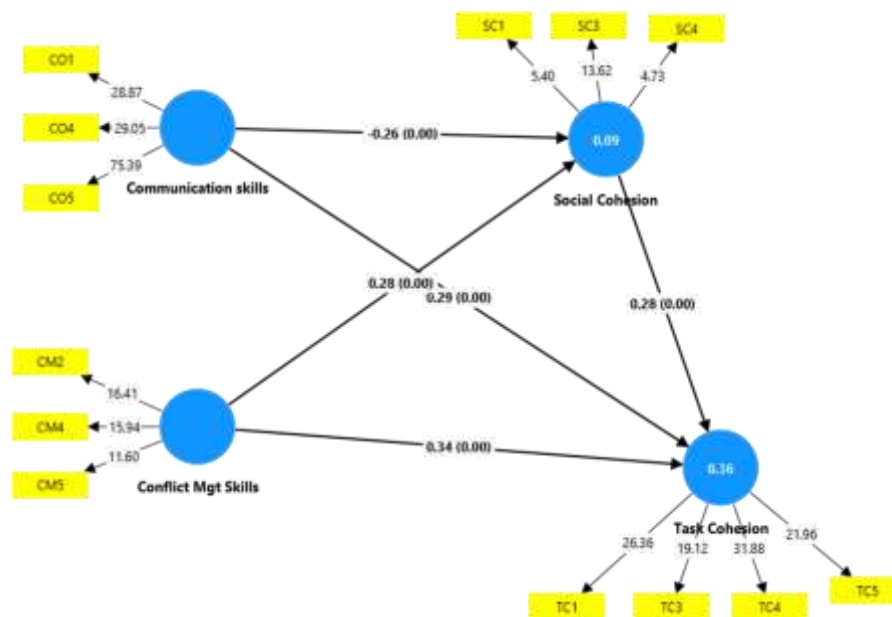 SC1
SC3
SC4
CO1
5.40
13.62
4.73
28.87
CO4
29.05
-0.26 (0.00)
0.09
75.39
CO5
Communication skills
Social Cohesion
0.28 (0.00)
0.29 (0.00)
0.28 (0.00)
CM2
16.41
CM4
15.94
0.34 (0.00)
11.60
CM5
Conflict Mgt Skills
0.36
Task Cohesion
26.36
19.12
31.88
21.96
TC5
TC1
TC3
TC4